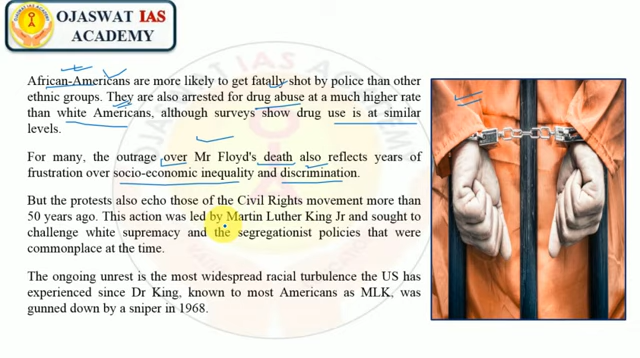 OJASWAT IAS
ACADEMY
African-Americans are more likely to get fatally shot by police than other
ethnic groups. They are also arrested for drug abuse at a much higher rate
than white Americans, although surveys show drug use is at similar
levels.
For many, the outrage over Mr Floyd's death also reflects years of
frustration over socio-economic inequality and discrimination.
But the protests also echo those of the Civil Rights movement more than
50 years ago. This action was led by Martin Luther King Jr and sought to
challenge white supremacy and the segregationist policies that were
commonplace at the time.
The ongoing unrest is the most widespread racial turbulence the US has
experienced since Dr King, known to most Americans as MLK, was
gunned down by a sniper in 1968.